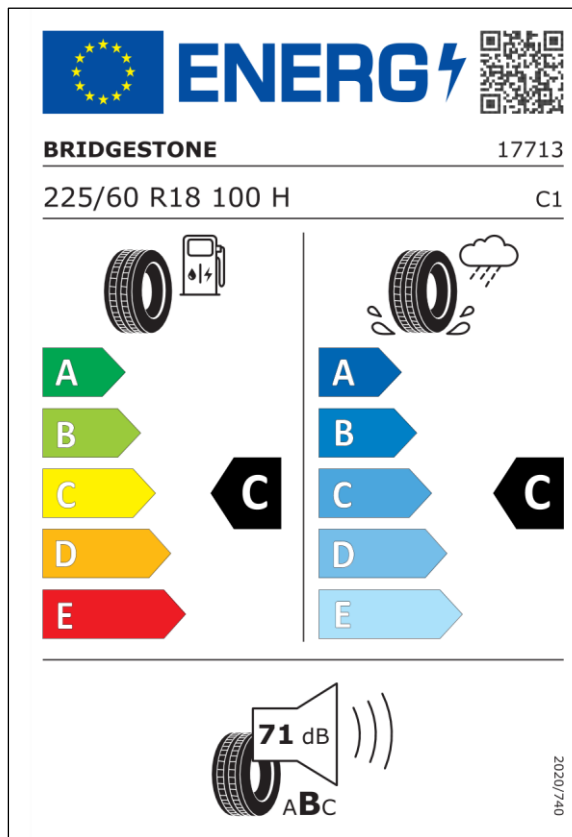 ENERG
BRIDGESTONE 17713
225/60 R18 100 H C1
A A
B B
C C C C
D D
E E
71 dB
ABC
2020/740